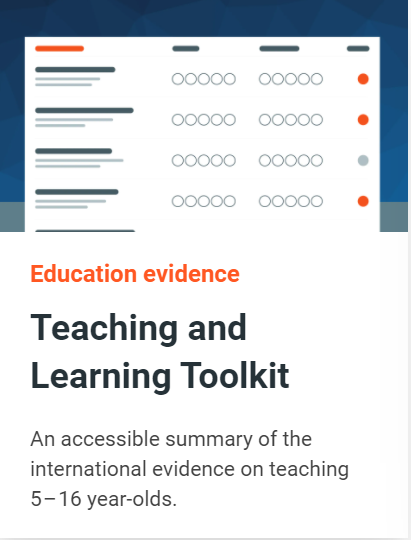 Education evidence
Teaching and
Learning Toolkit
An accessible summary of the
international evidence on teaching
5–16 year-olds.